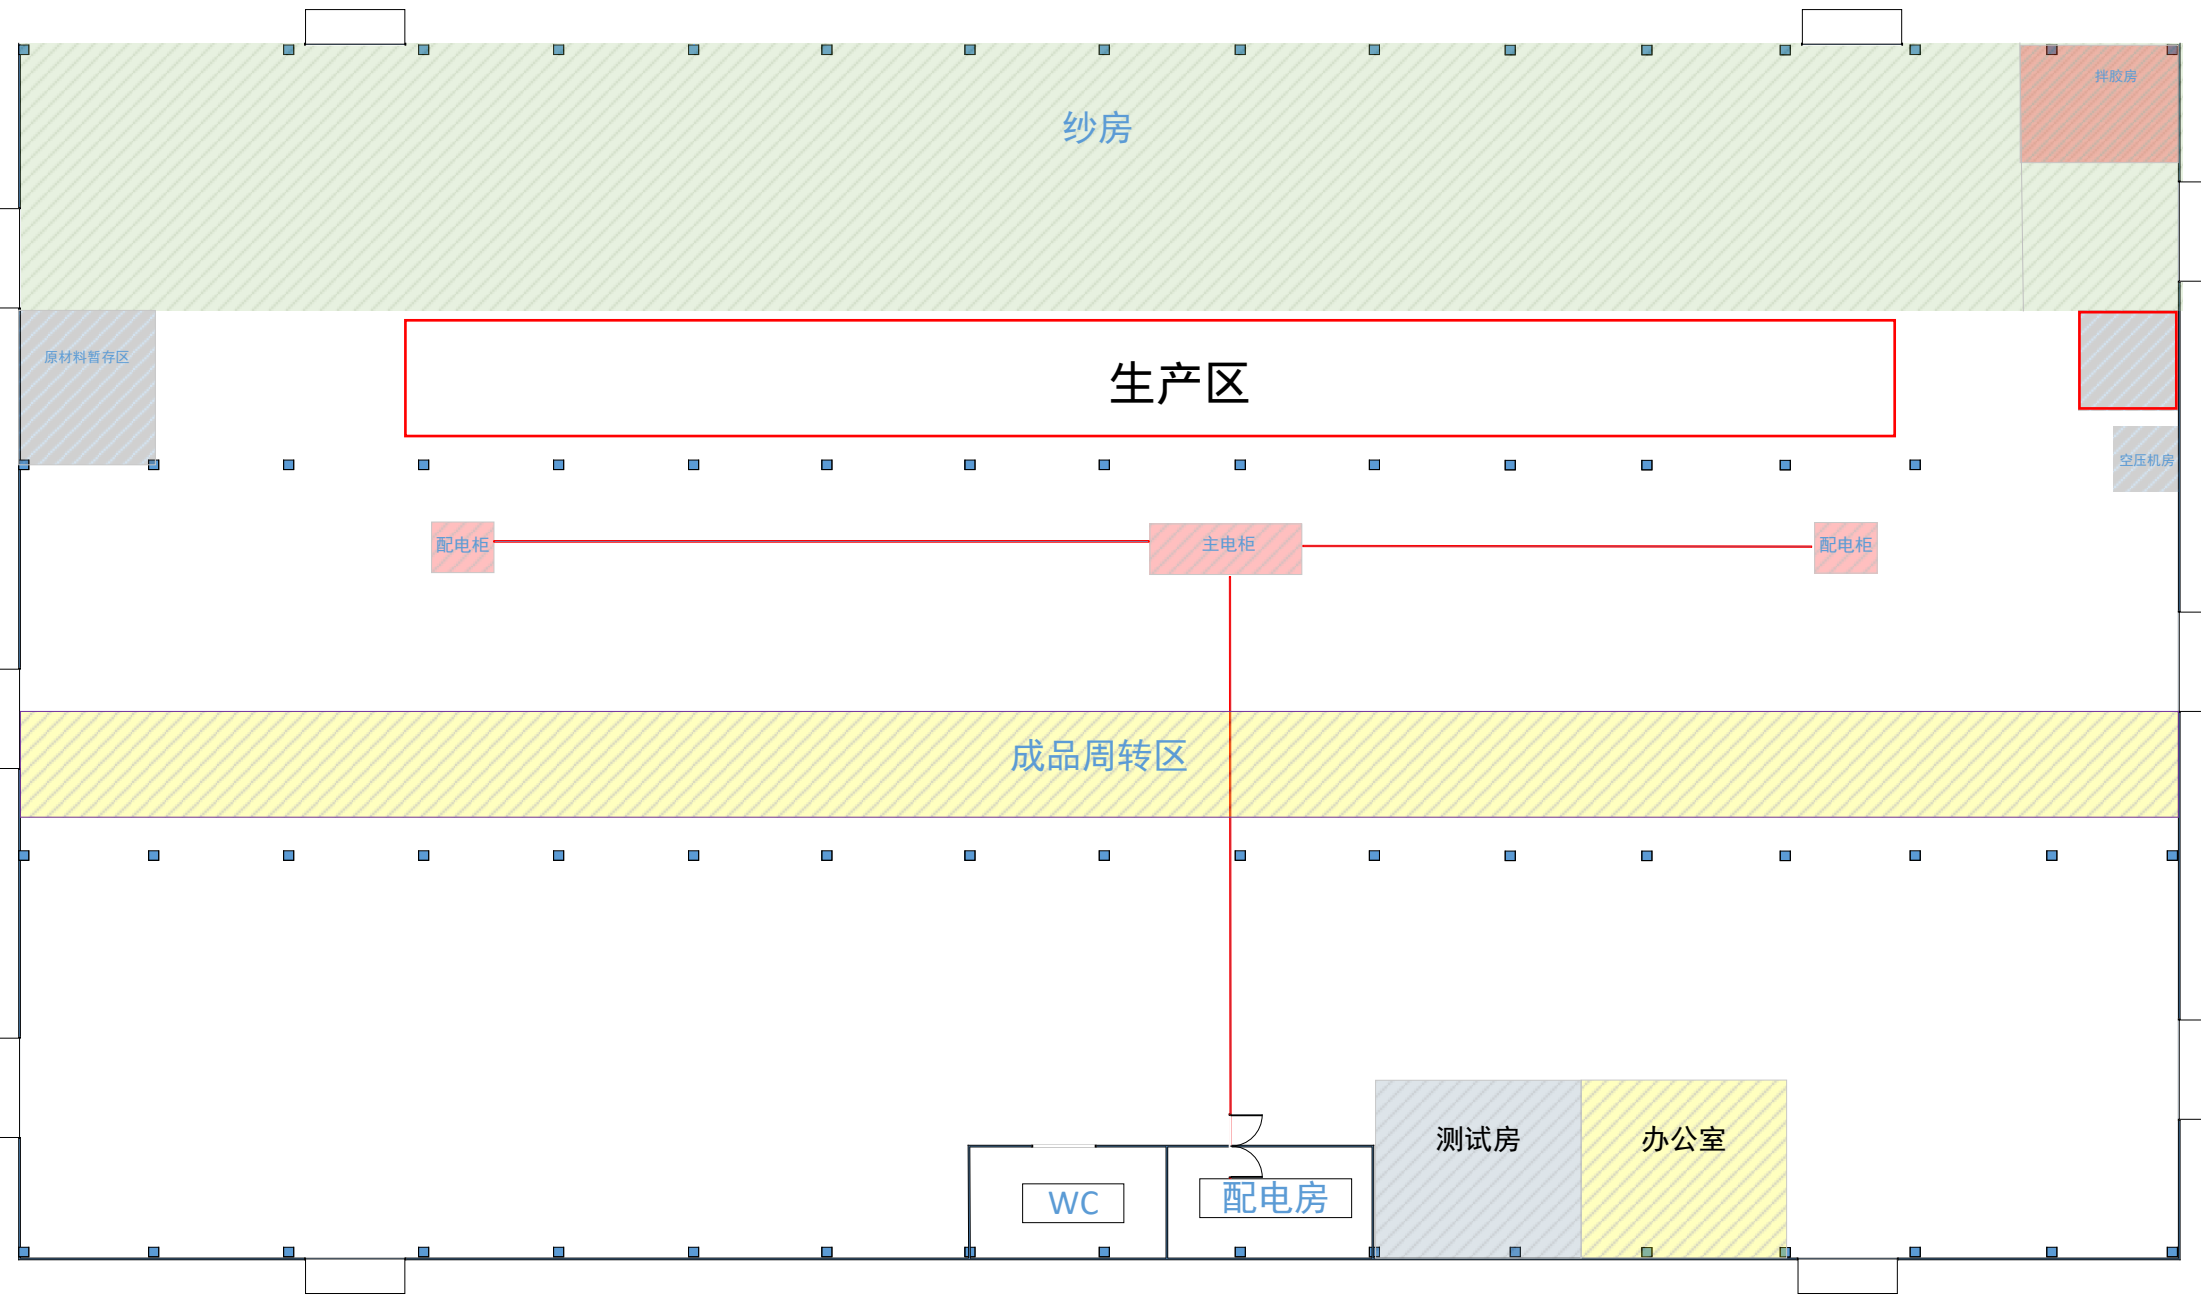 拌胶房
纱房
原材料暂存区
生产区
空压机房
配电柜
主电柜
配电柜
成品周转区
测试房
办公室
WC
配电房